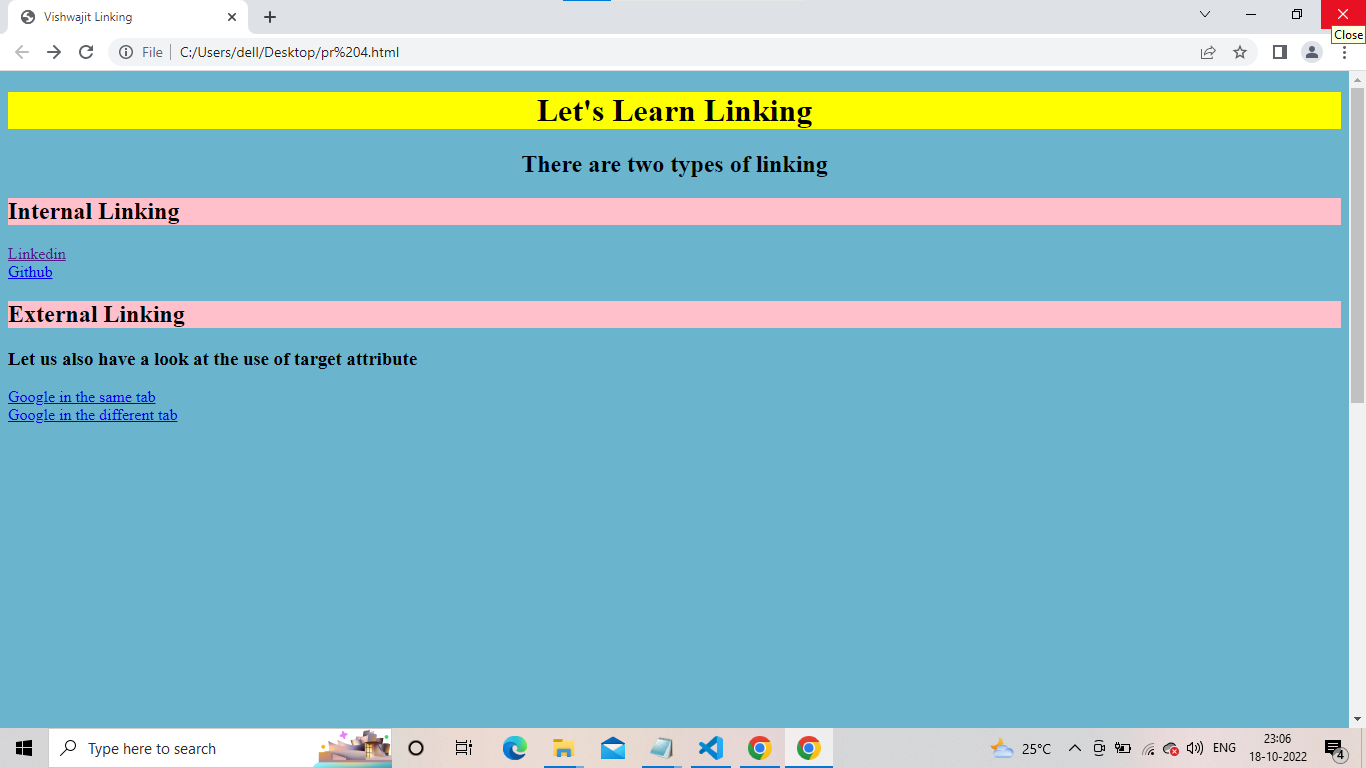 Vishwajit Linking
File
C:/Users/dell/Desktop/pr%204.html
Close
Let's Learn Linking
There are two types of linking
Internal Linking
Linkedin
Github
External Linking
Let us also have a look at the use of target attribute
Google in the same tab
Google in the different tab
Type here to search
25°C
ENG
23:06
18-10-2022
4